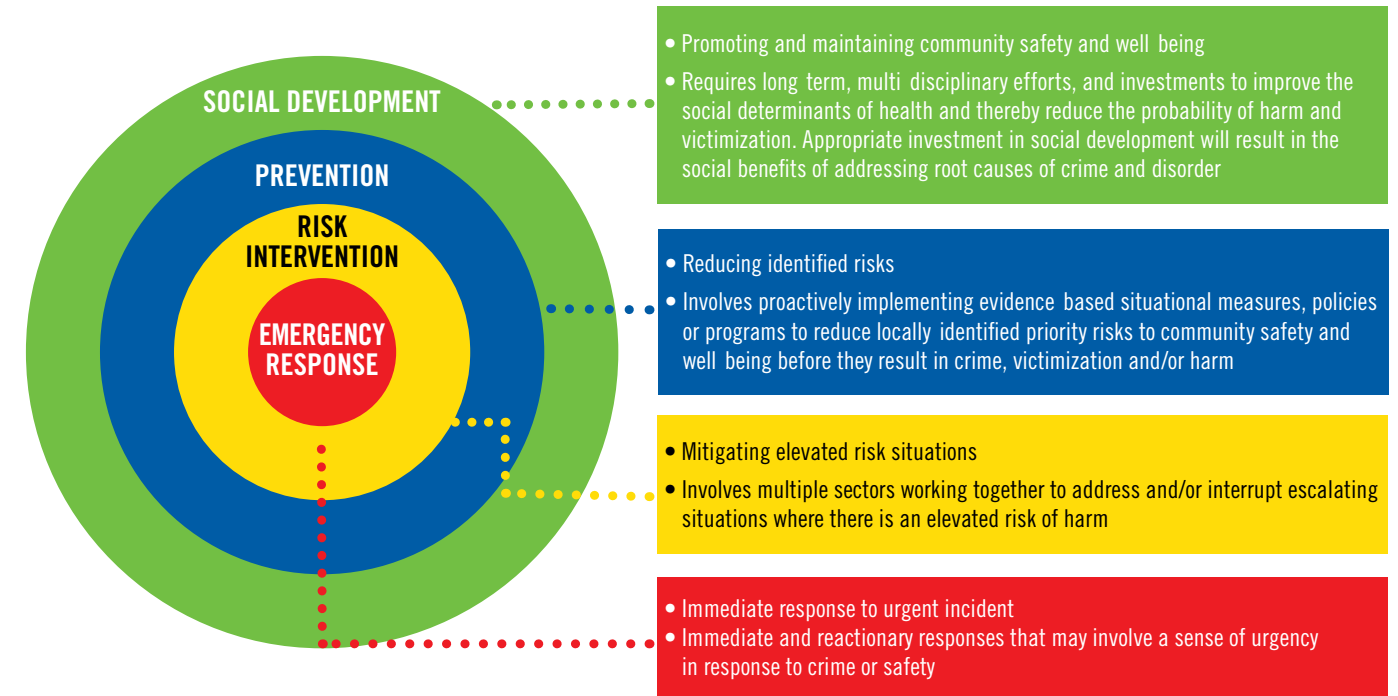 SOCIAL DEVELOPMENT
PREVENTION
RISK
INTERVENTION
EMERGENCY
RESPONSE
• Promoting and maintaining community safety and well being
• Requires long term, multi disciplinary efforts, and investments to improve the
social determinants of health and thereby reduce the probability of harm and
victimization. Appropriate investment in social development will result in the
social benefits of addressing root causes of crime and disorder
• Reducing identified risks
• Involves proactively implementing evidence based situational measures, policies
or programs to reduce locally identified priority risks to community safety and
well being before they result in crime, victimization and/or harm
• Mitigating elevated risk situations
• Involves multiple sectors working together to address and/or interrupt escalating
situations where there is an elevated risk of harm
• Immediate response to urgent incident
• Immediate and reactionary responses that may involve a sense of urgency
in response to crime or safety